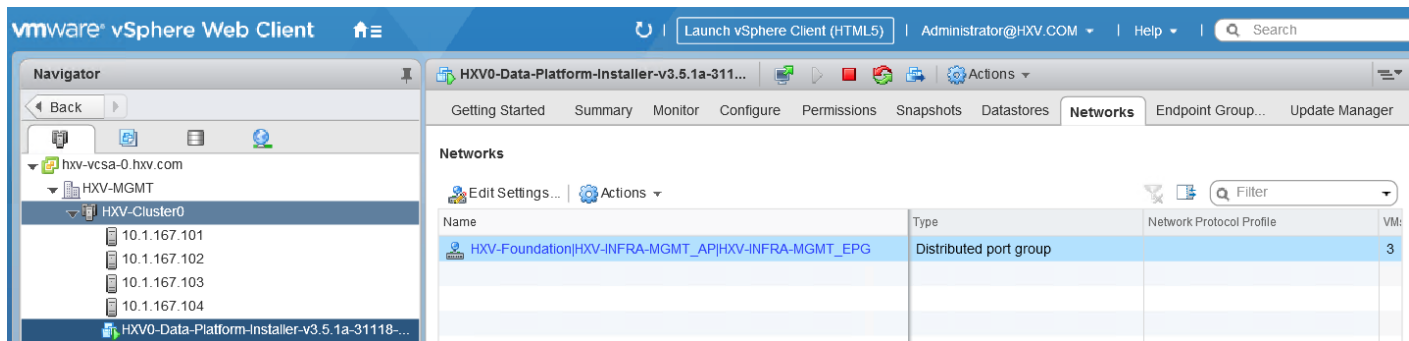 vmware® vSphere Web Client
Launch vSphere Client (HTML5) | Administrator@HXV.COM | Help | Search
Navigator
HXV0-Data-Platform-Installer-v3.5.1a-311... Actions
Back
Getting Started Summary Monitor Configure Permissions Snapshots Datastores Networks Endpoint Group... Update Manager
Networks
hxv-vcsa-0.hxv.com
HXV-MGMT
Edit Settings... | Actions Filter
HXV-Cluster0
Name Type Network Protocol Profile VMs
10.1.167.101
HXV-Foundation|HXV-INFRA-MGMT_AP|HXV-INFRA-MGMT_EPG Distributed port group 3
10.1.167.102
10.1.167.103
10.1.167.104
HXV0-Data-Platform-Installer-v3.5.1a-31118-...